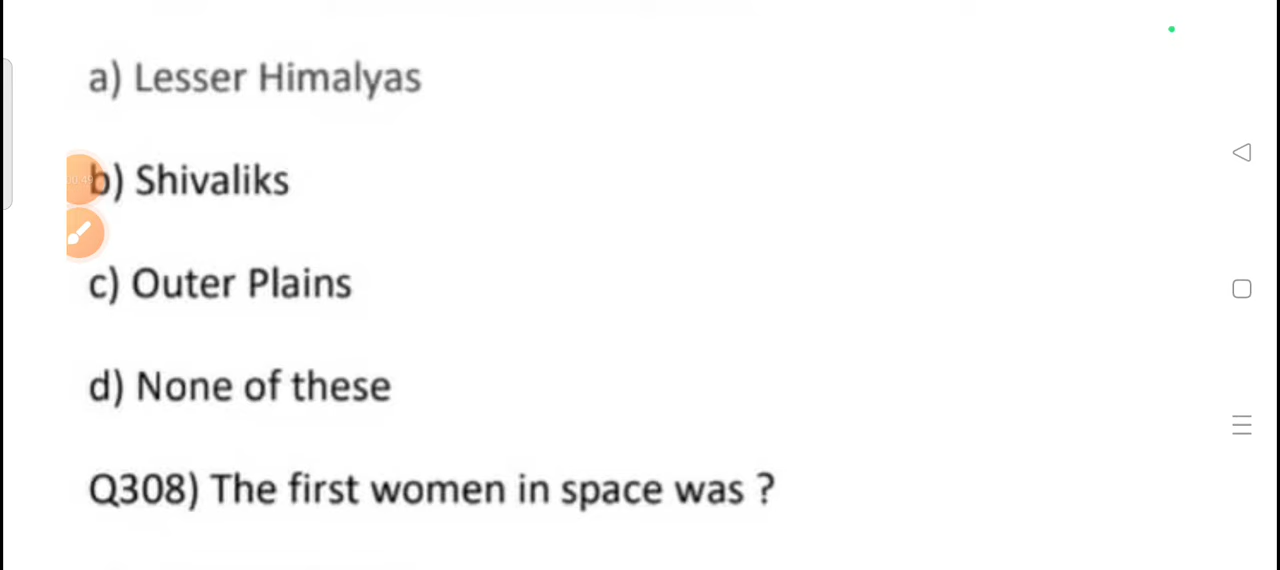 a) Lesser Himalyas
b) Shivaliks
c) Outer Plains
d) None of these
Q308) The first women in space was ?